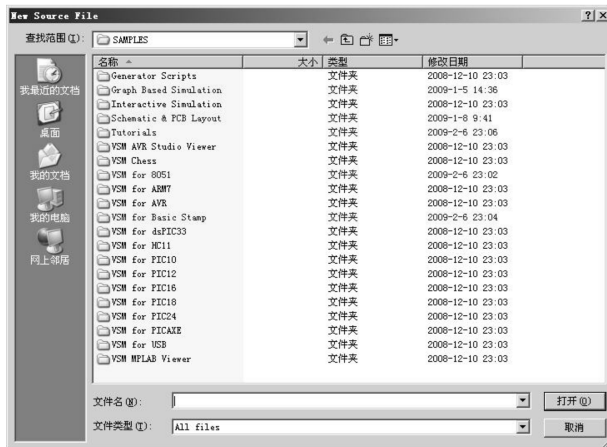 New Source File
查找范围(I): SAMPLES
名称 大小 类型 修改日期
Generator Scripts 文件夹 2008-12-10 23:03
Graph Based Simulation 文件夹 2009-1-5 14:36
Interactive Simulation 文件夹 2008-12-10 23:03
Schematic & PCB Layout 文件夹 2009-1-8 9:41
Tutorials 文件夹 2009-2-6 23:06
VSM AVR Studio Viewer 文件夹 2008-12-10 23:03
VSM Chess 文件夹 2008-12-10 23:03
VSM for 8051 文件夹 2009-2-6 23:02
VSM for ARM7 文件夹 2008-12-10 23:03
VSM for AVR 文件夹 2008-12-10 23:03
VSM for Basic Stamp 文件夹 2009-2-6 23:04
VSM for dsPIC33 文件夹 2008-12-10 23:03
VSM for HC11 文件夹 2008-12-10 23:03
VSM for PIC10 文件夹 2008-12-10 23:03
VSM for PIC12 文件夹 2008-12-10 23:03
VSM for PIC16 文件夹 2008-12-10 23:03
VSM for PIC18 文件夹 2008-12-10 23:03
VSM for PIC24 文件夹 2008-12-10 23:03
VSM for PICAXE 文件夹 2008-12-10 23:03
VSM for USB 文件夹 2008-12-10 23:03
VSM MPLAB Viewer 文件夹 2008-12-10 23:03
我最近的文档
桌面
我的文档
我的电脑
网上邻居
文件名(N): 打开(O)
文件类型(T): All files 取消